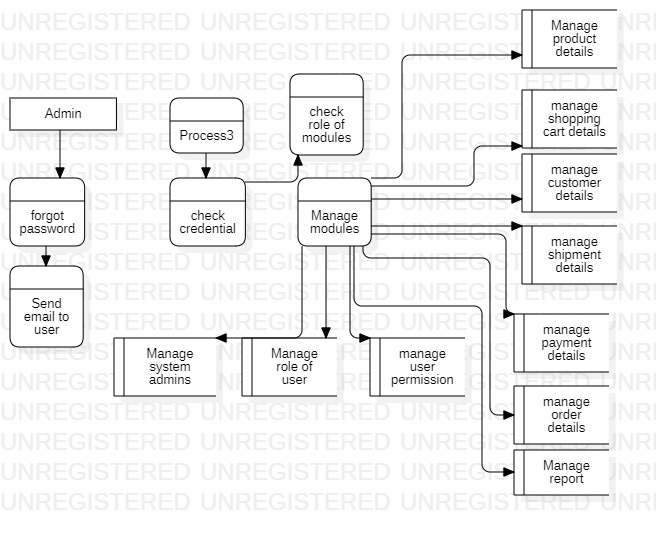 Admin
forgot
password
Send
email to
user
Process3
check
credential
check
role of
modules
Manage
modules
Manage
product
details
manage
shopping
cart details
manage
customer
details
manage
shipment
details
manage
payment
details
manage
order
details
Manage
report
Manage
system
admins
Manage
role of
user
manage
user
permission
UNREGISTERED